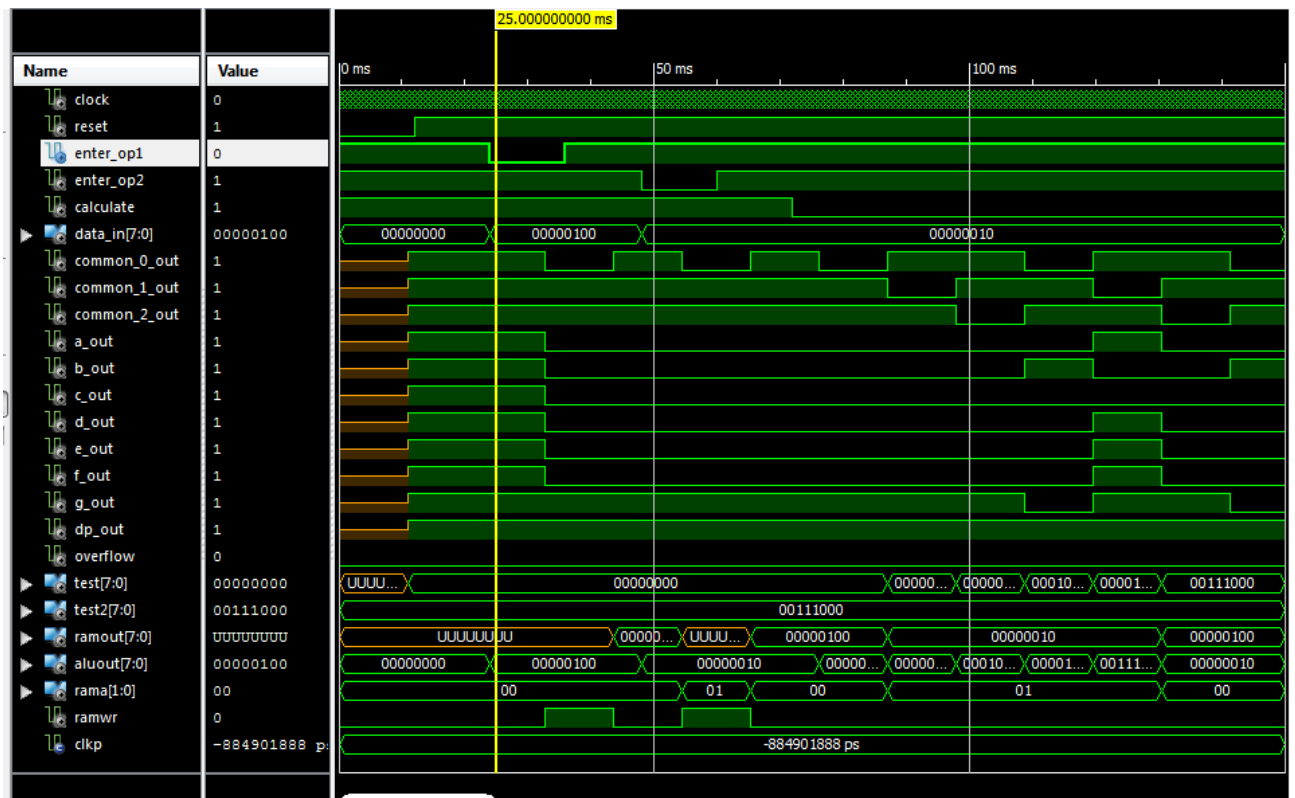 25.000000000 ms
Name Value 0 ms 50 ms 100 ms
clock 0
reset 1
enter_op1 0
enter_op2 1
calculate 1
data_in[7:0] 00000100 00000000 00000100 00000010
common_0_out 1
common_1_out 1
common_2_out 1
a_out 1
b_out 1
c_out 1
d_out 1
e_out 1
f_out 1
g_out 1
dp_out 1
overflow 0
test[7:0] 00000000 UUUU... 00000000 00000... 00000... 00010... 00001... 00111000
test2[7:0] 00111000 00111000
ramout[7:0] UUUUUUUU UUUUUUUU 00000... UUUU... 00000100 00000010 00000100
aluout[7:0] 00000100 00000000 00000100 00000010 00000... 00000... 00010... 00001... 00111... 00000010
rama[1:0] 00 00 01 00 01 00
ramwr 0
clkp -884901888 p -884901888 ps